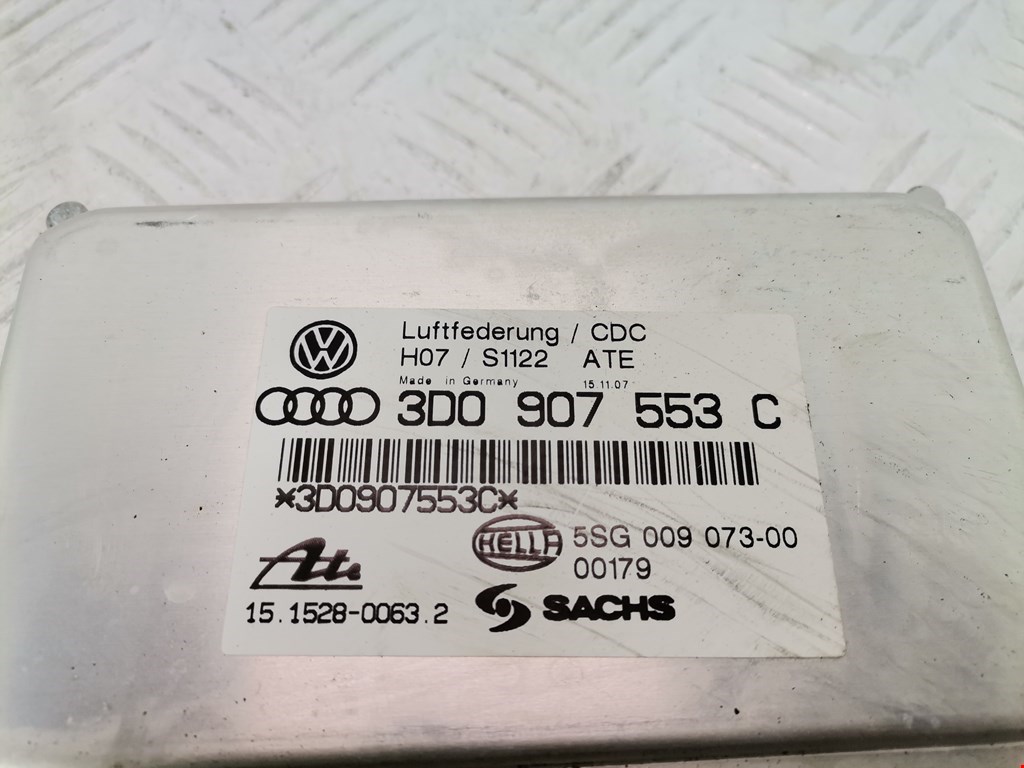 Luftfederung / CDC
H07 / S1122 ATE
Made in Germany 15.11.07
3D0 907 553 C
*3D0907553C*
HELLA 5SG 009 073-00
00179
Ate
15.1528-0063.2
SACHS